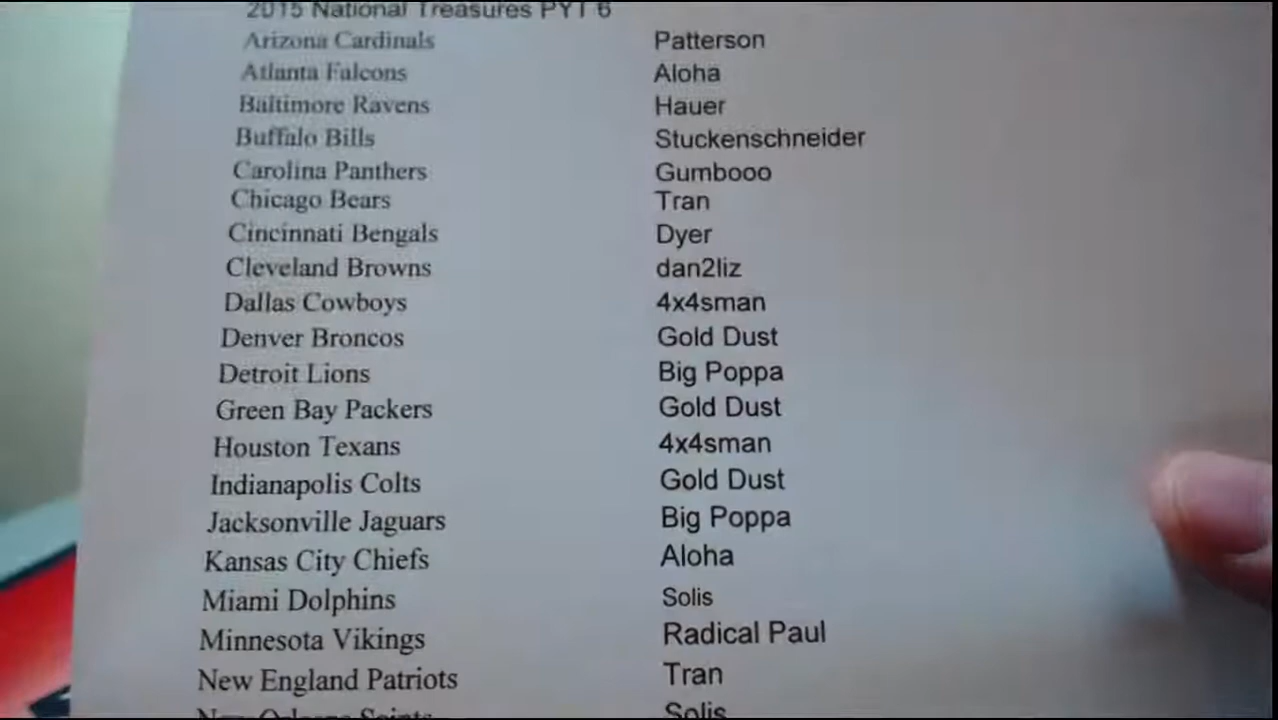 2015 National Treasures PYT 6
Arizona Cardinals Patterson
Atlanta Falcons Aloha
Baltimore Ravens Hauer
Buffalo Bills Stuckenschneider
Carolina Panthers Gumbooo
Chicago Bears Tran
Cincinnati Bengals Dyer
Cleveland Browns dan2liz
Dallas Cowboys 4x4sman
Denver Broncos Gold Dust
Detroit Lions Big Poppa
Green Bay Packers Gold Dust
Houston Texans 4x4sman
Indianapolis Colts Gold Dust
Jacksonville Jaguars Big Poppa
Kansas City Chiefs Aloha
Miami Dolphins Solis
Minnesota Vikings Radical Paul
New England Patriots Tran
New Orleans Saints Solis